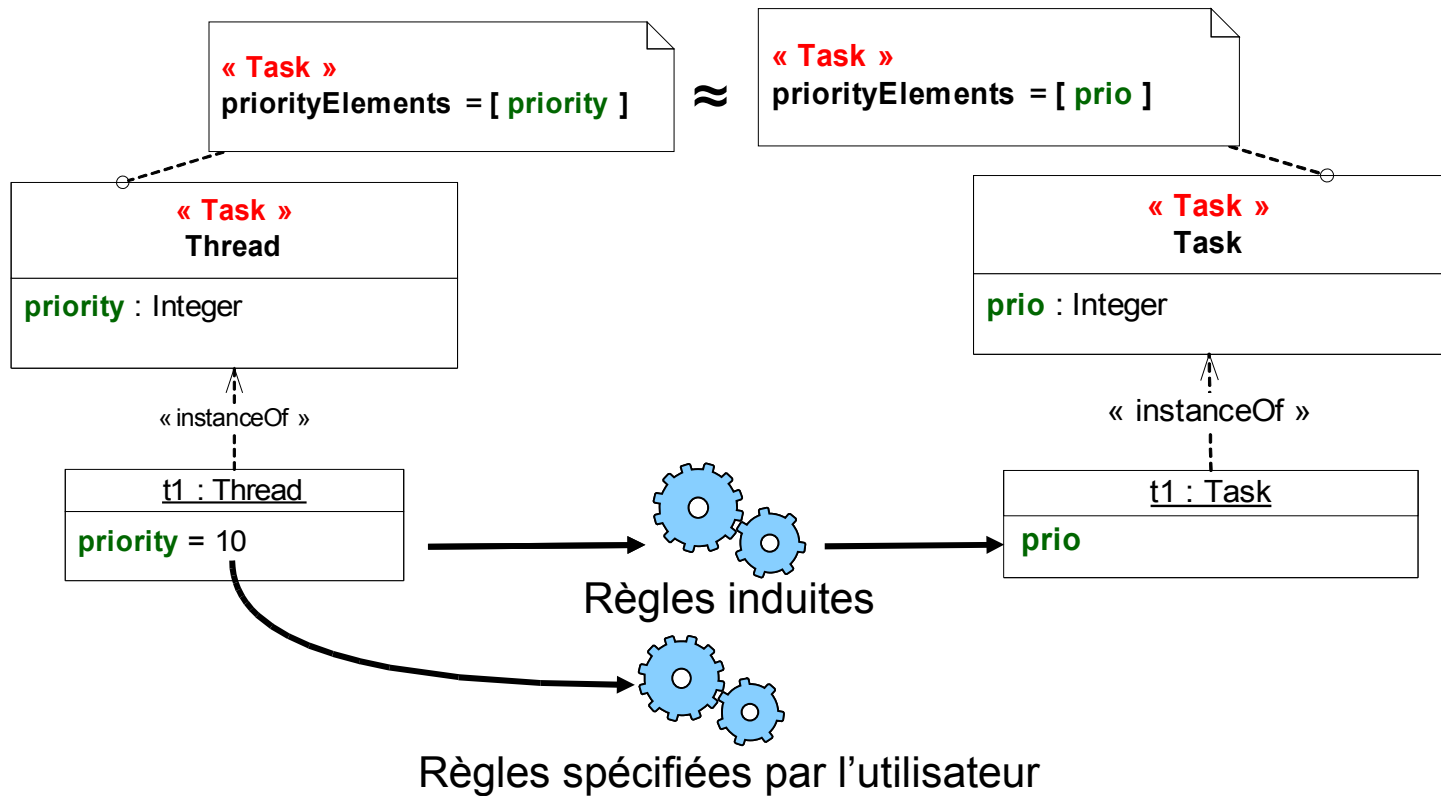 « Task »
priorityElements = [ priority ]
≈
« Task »
priorityElements = [ prio ]
« Task »
Thread
priority : Integer
« Task »
Task
prio : Integer
« instanceOf »
« instanceOf »
t1 : Thread
priority = 10
t1 : Task
prio
Règles induites
Règles spécifiées par l’utilisateur